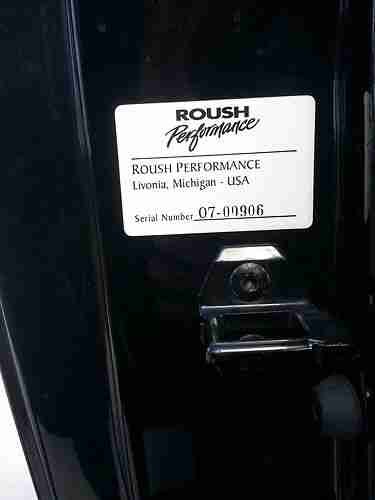 ROUSH
Performance
ROUSH PERFORMANCE
Livonia, Michigan - USA
Serial Number 07-00906